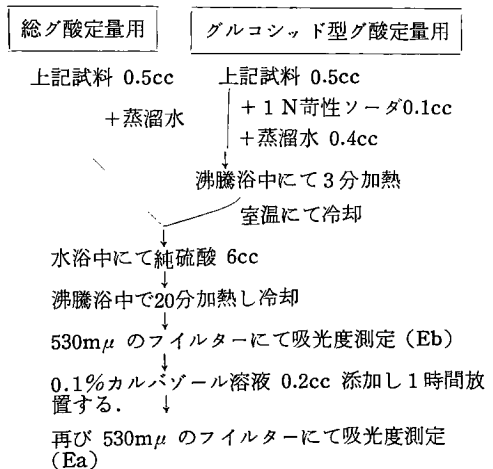 総グ酸定量用
グルコシッド型グ酸定量用
上記試料 0.5cc
+蒸溜水
上記試料 0.5cc
+1N苛性ソーダ0.1cc
+蒸溜水 0.4cc
沸騰浴中にて3分加熱
室温にて冷却
水浴中にて純硫酸 6cc
沸騰浴中で20分加熱し冷却
530mμ のフイルターにて吸光度測定 (Eb)
0.1%カルバゾール溶液 0.2cc 添加し1時間放
置する.
再び 530mμ のフイルターにて吸光度測定
(Ea)